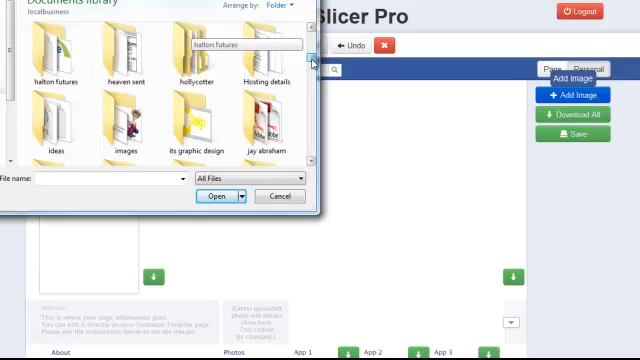 Documents library
localbusiness
Arrange by: Folder
Slicer Pro
Logout
halton futures
Undo
halton futures
heaven sent
hollycotter
Hosting details
Page
Personal
Add Image
Add Image
Download All
Save
ideas
images
its graphic design
jay abraham
File name:
All Files
Open
Cancel
This is where your page information goes.
You can edit it directly on your Facebook Timeline page.
Please see the instructions below to set the images.
(Latest uploaded
photo will always
show here.
This cannot
be changed.)
About
Photos
App 1
App 2
App 3